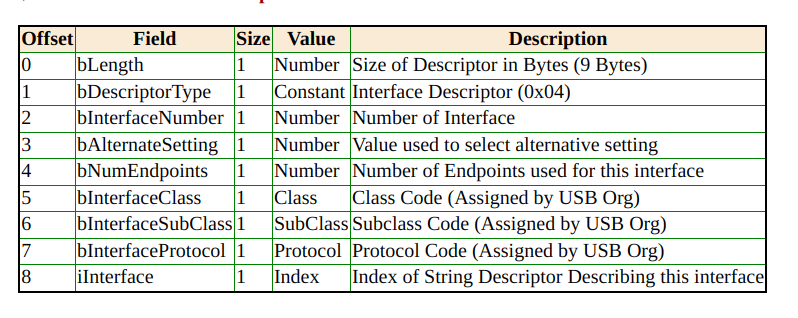 Offset Field Size Value Description
0 bLength 1 Number Size of Descriptor in Bytes (9 Bytes)
1 bDescriptorType 1 Constant Interface Descriptor (0x04)
2 bInterfaceNumber 1 Number Number of Interface
3 bAlternateSetting 1 Number Value used to select alternative setting
4 bNumEndpoints 1 Number Number of Endpoints used for this interface
5 bInterfaceClass 1 Class Class Code (Assigned by USB Org)
6 bInterfaceSubClass 1 SubClass Subclass Code (Assigned by USB Org)
7 bInterfaceProtocol 1 Protocol Protocol Code (Assigned by USB Org)
8 iInterface 1 Index Index of String Descriptor Describing this interface